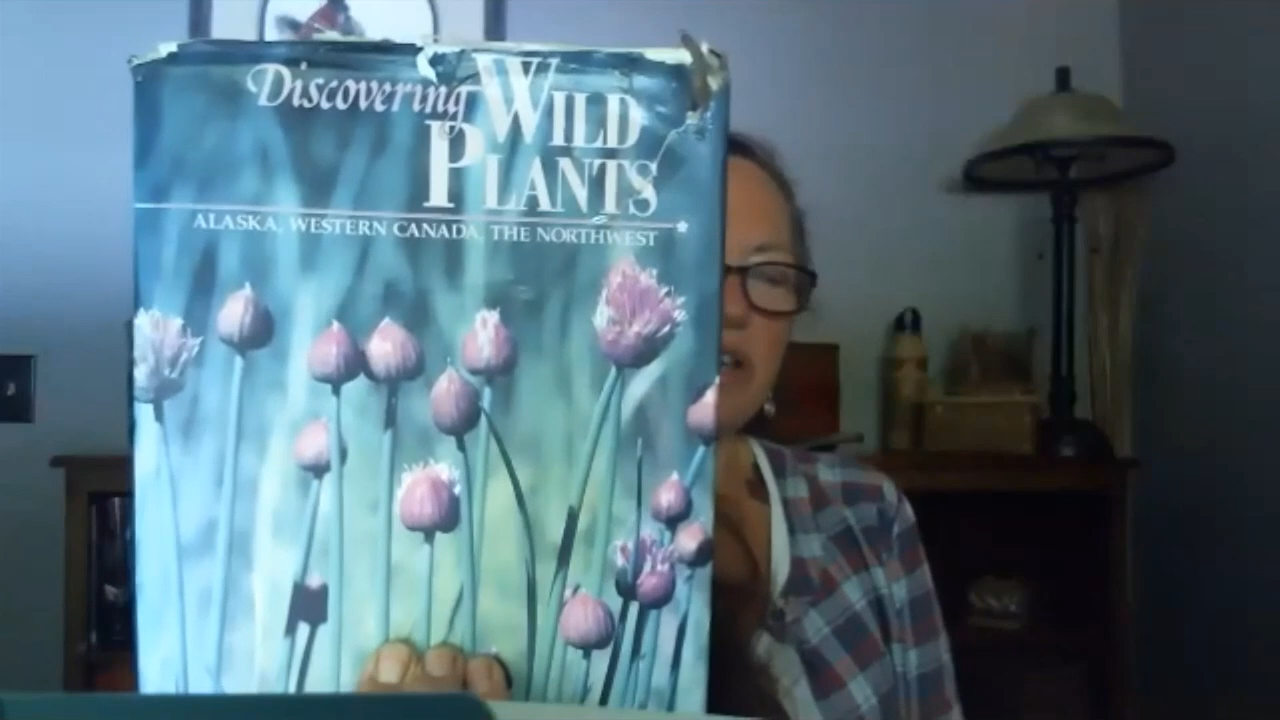 Discovering WILD
PLANTS
ALASKA, WESTERN CANADA, THE NORTHWEST